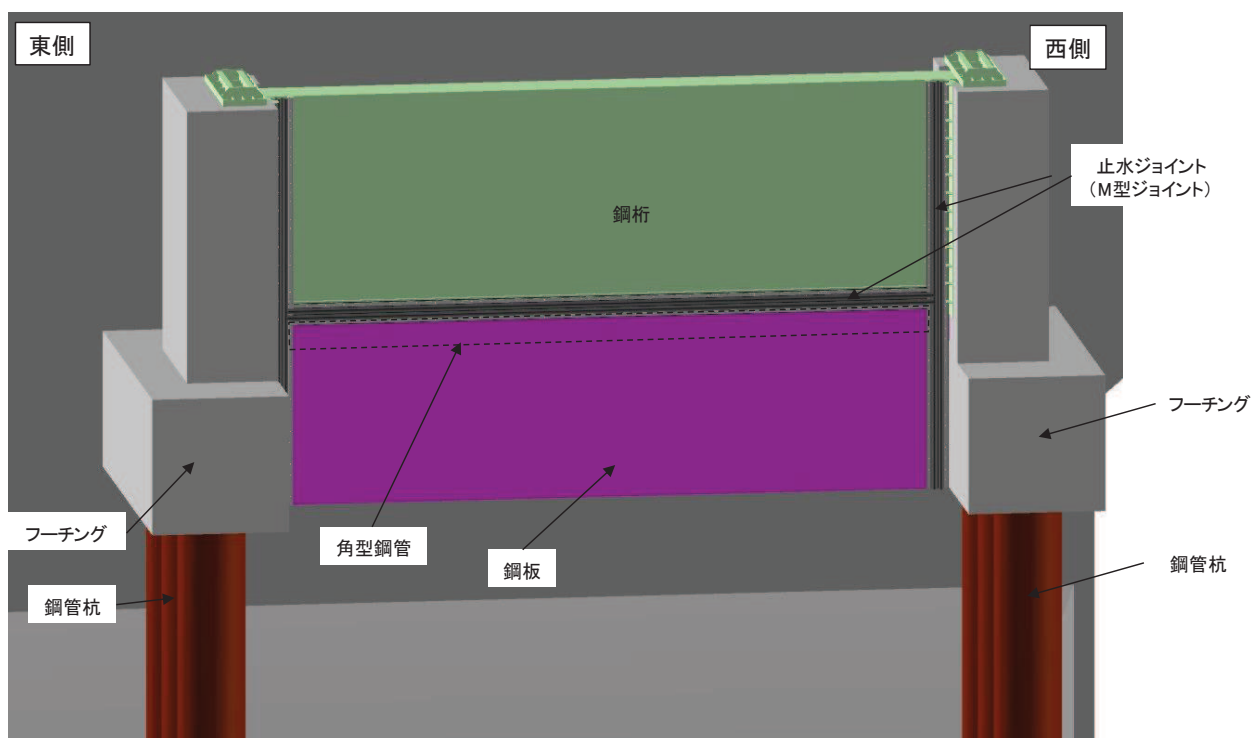 東側
西側
止水ジョイント
（M型ジョイント）
鋼桁
フーチング
フーチング
角型鋼管
鋼板
鋼管杭
鋼管杭